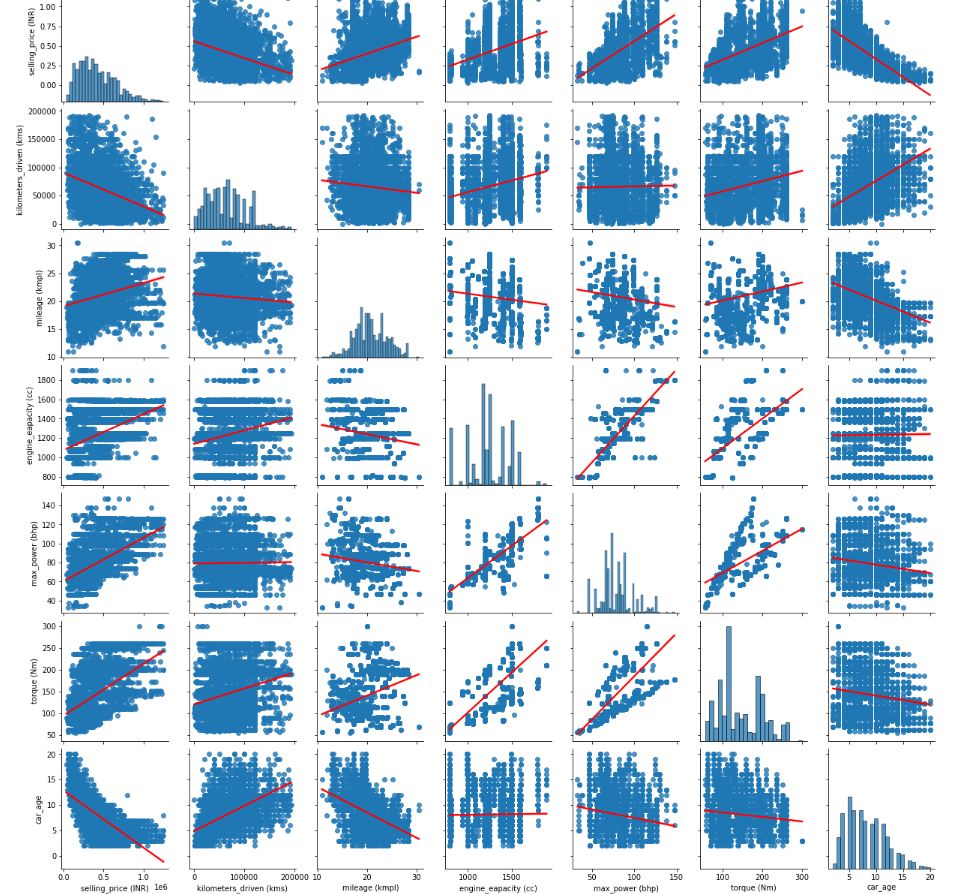 1.00
0.75
0.50
0.25
0.00
selling_price (INR)
200000
150000
100000
50000
0
kilometers_driven (kms)
30
25
20
15
10
mileage (kmpl)
1800
1600
1400
1200
1000
800
engine_eapacity (cc)
140
120
100
80
60
40
max_power (bhp)
300
250
200
150
100
50
torque (Nm)
20
15
10
5
0
car_age
0.0 0.5 1.0 1e6
selling_price (INR)
0 50000 100000 150000 200000
kilometers_driven (kms)
10 20 30
mileage (kmpl)
1000 1500
engine_eapacity (cc)
50 100 150
max_power (bhp)
100 200 300
torque (Nm)
5 10 15 20
car_age